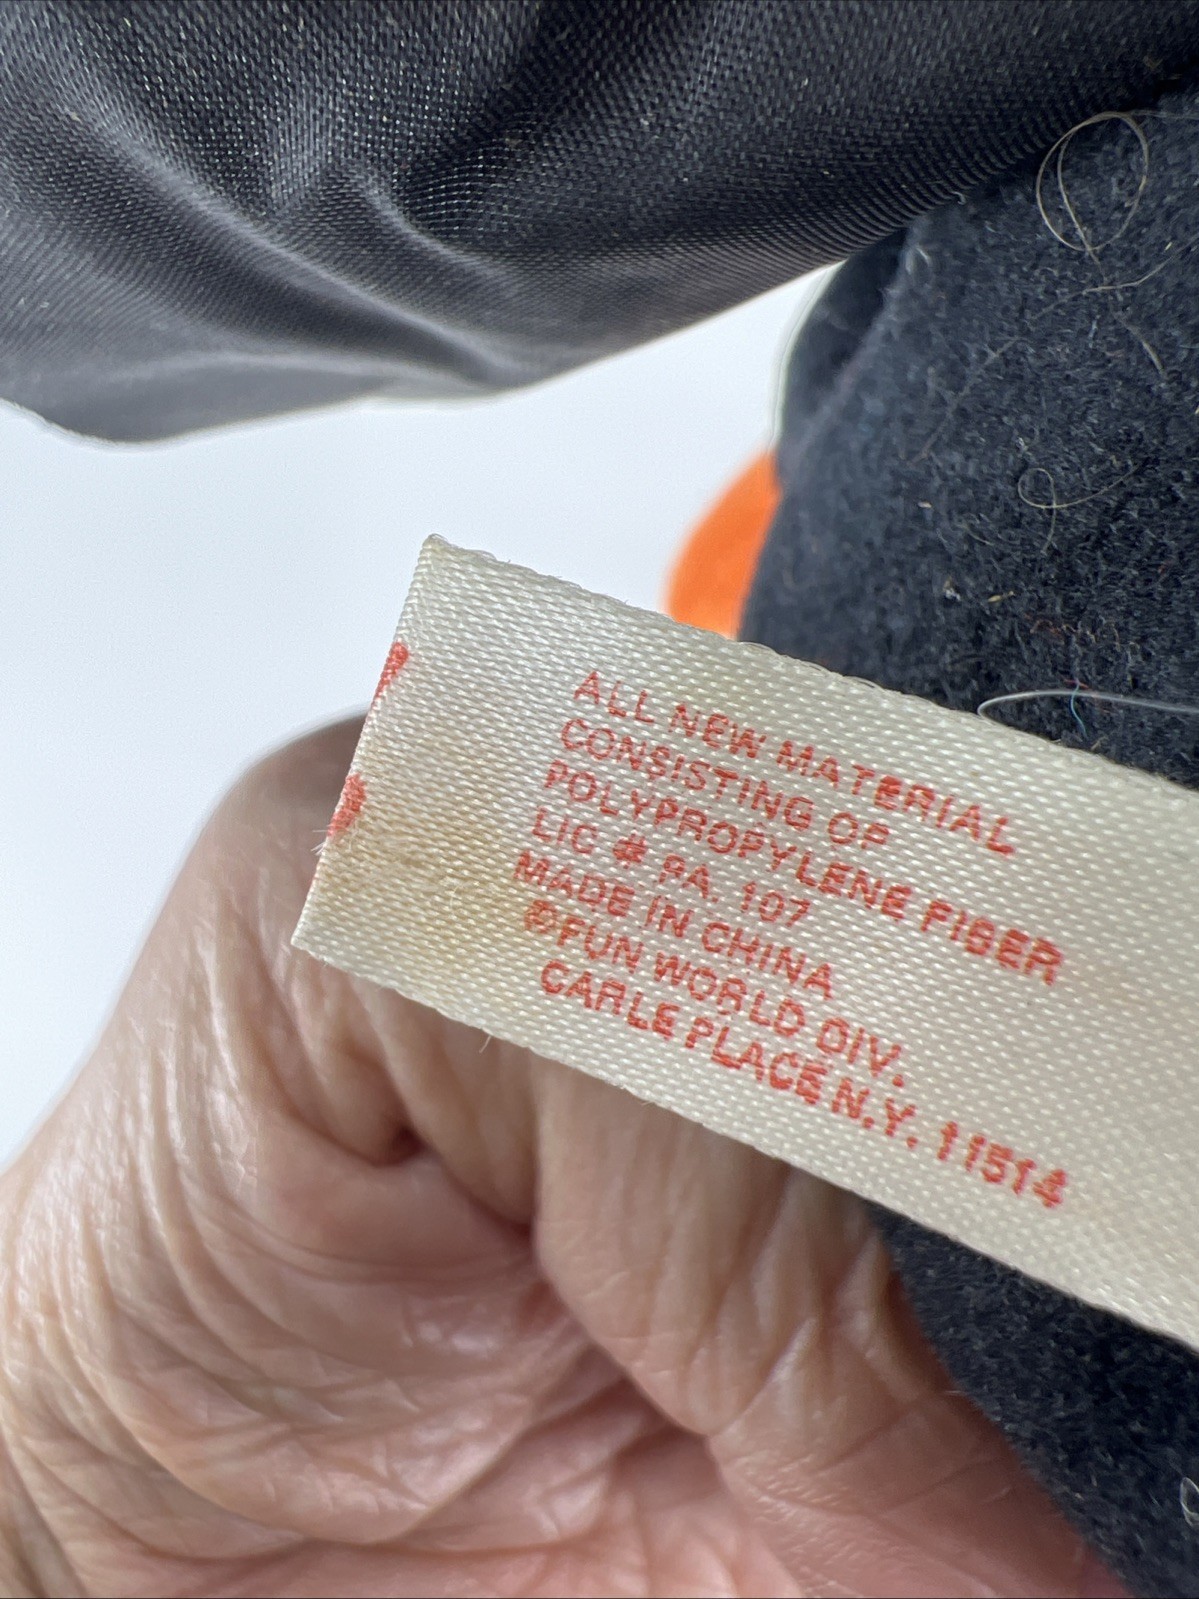 ALL NEW MATERIAL
CONSISTING OF
POLYPROPYLENE FIBER
LIC # PA. 107
MADE IN CHINA
©FUN WORLD DIV.
CARLE PLACE N.Y. 11514